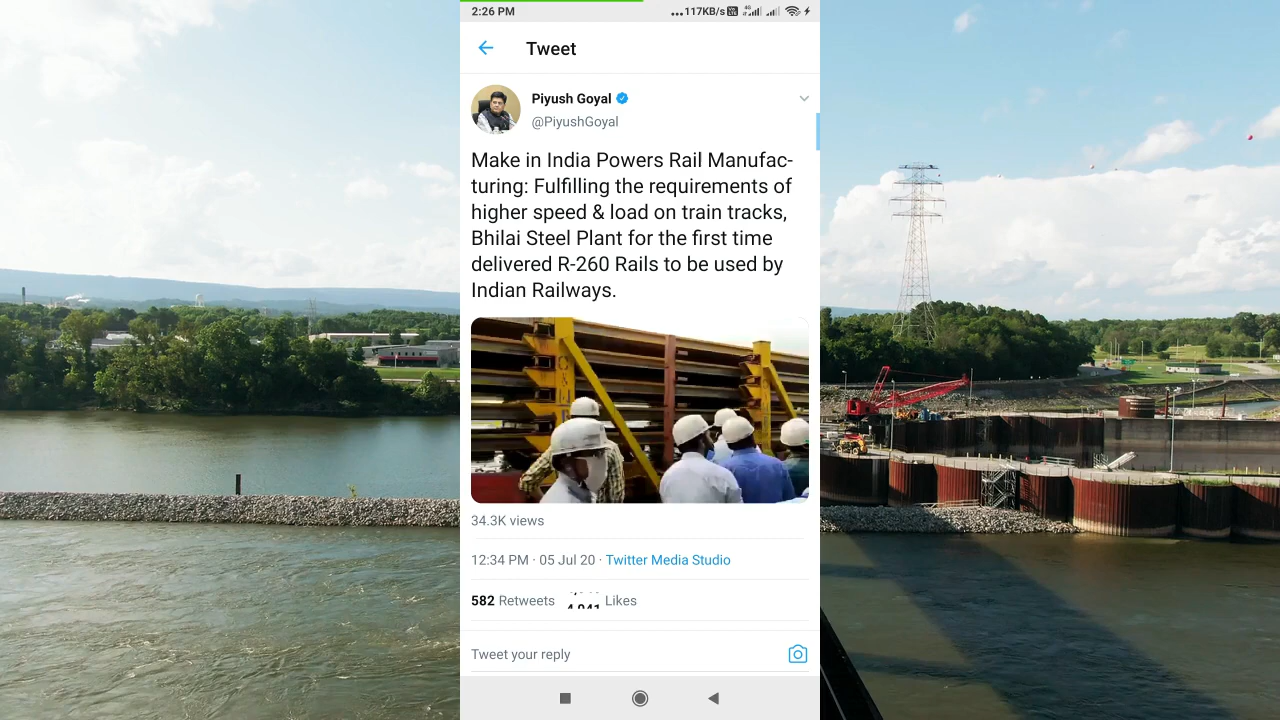 2:26 PM
...117KB/s
4G
Tweet
Piyush Goyal
@PiyushGoyal
Make in India Powers Rail Manufac-
turing: Fulfilling the requirements of
higher speed & load on train tracks,
Bhilai Steel Plant for the first time
delivered R-260 Rails to be used by
Indian Railways.
34.3K views
12:34 PM · 05 Jul 20 · Twitter Media Studio
582 Retweets Likes
Tweet your reply